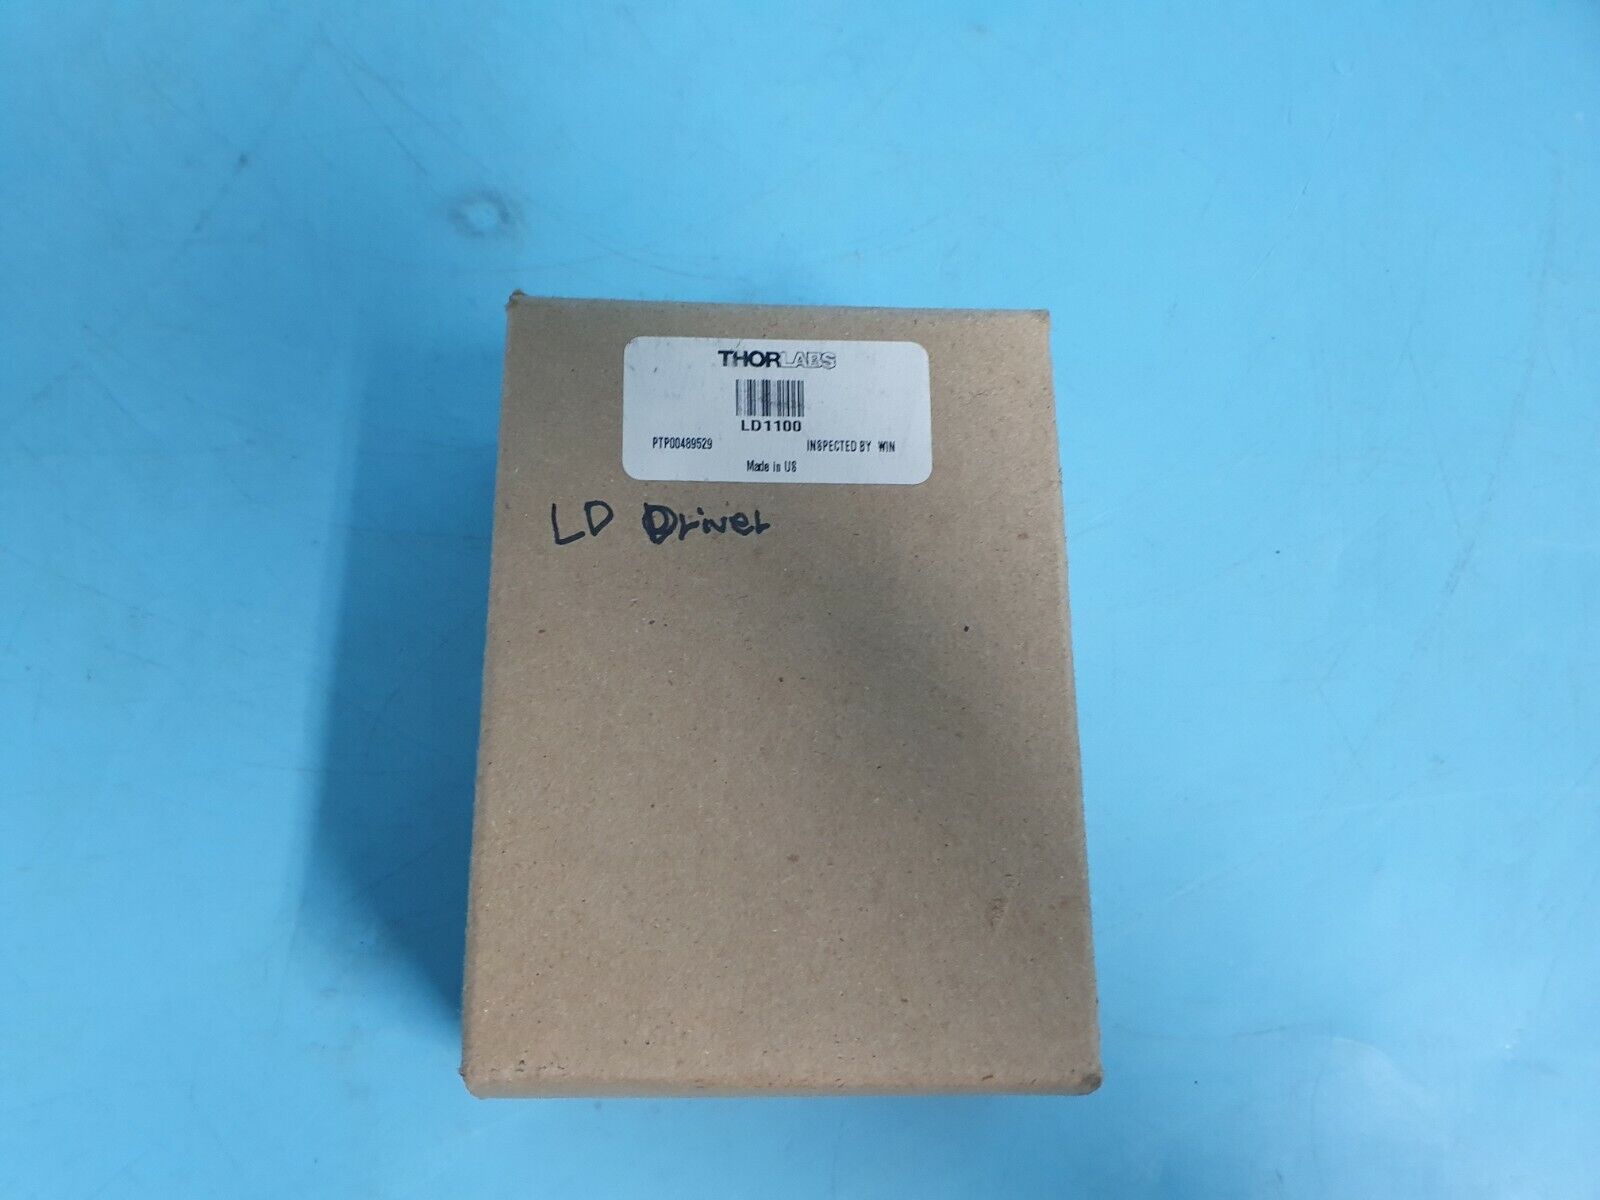 THORLABS
LD1100
PTP00489529 INSPECTED BY WIN
Made in US
LD Driver